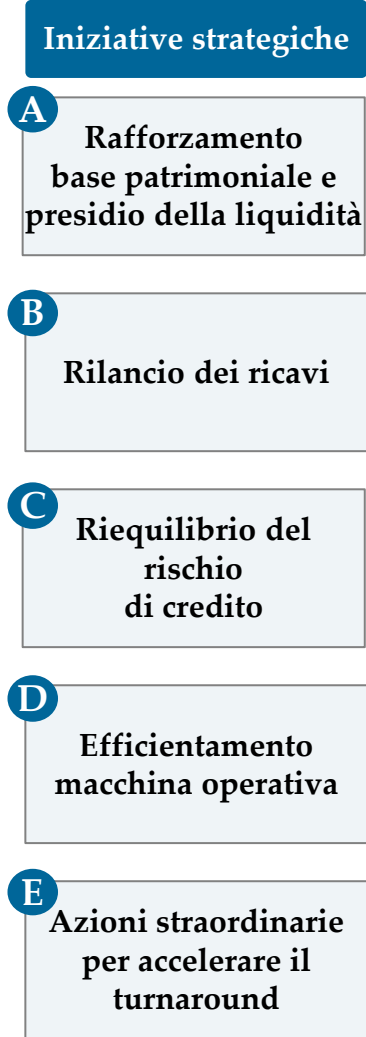 Iniziative strategiche
A
Rafforzamento
base patrimoniale e
presidio della liquidità
B
Rilancio dei ricavi
C
Riequilibrio del
rischio
di credito
D
Efficientamento
macchina operativa
E
Azioni straordinarie
per accelerare il
turnaround